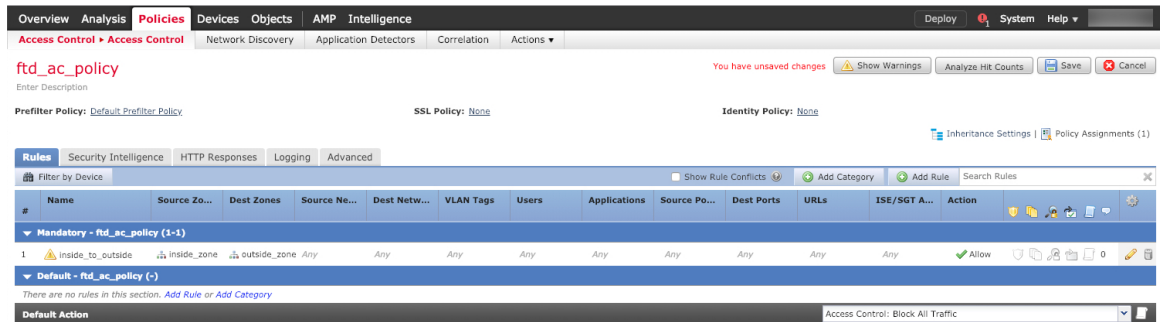 Overview Analysis Policies Devices Objects AMP Intelligence Deploy 1 System Help
Access Control ▸ Access Control Network Discovery Application Detectors Correlation Actions
ftd_ac_policy
You have unsaved changes Show Warnings Analyze Hit Counts Save Cancel
Enter Description
Prefilter Policy: Default Prefilter Policy SSL Policy: None Identity Policy: None
Inheritance Settings | Policy Assignments (1)
Rules Security Intelligence HTTP Responses Logging Advanced
Filter by Device Show Rule Conflicts Add Category Add Rule Search Rules
# Name Source Zo... Dest Zones Source Ne... Dest Netw... VLAN Tags Users Applications Source Po... Dest Ports URLs ISE/SGT A... Action
Mandatory - ftd_ac_policy (1-1)
1 inside_to_outside inside_zone outside_zone Any Any Any Any Any Any Any Any Any Allow 0
Default - ftd_ac_policy (-)
There are no rules in this section. Add Rule or Add Category
Default Action Access Control: Block All Traffic